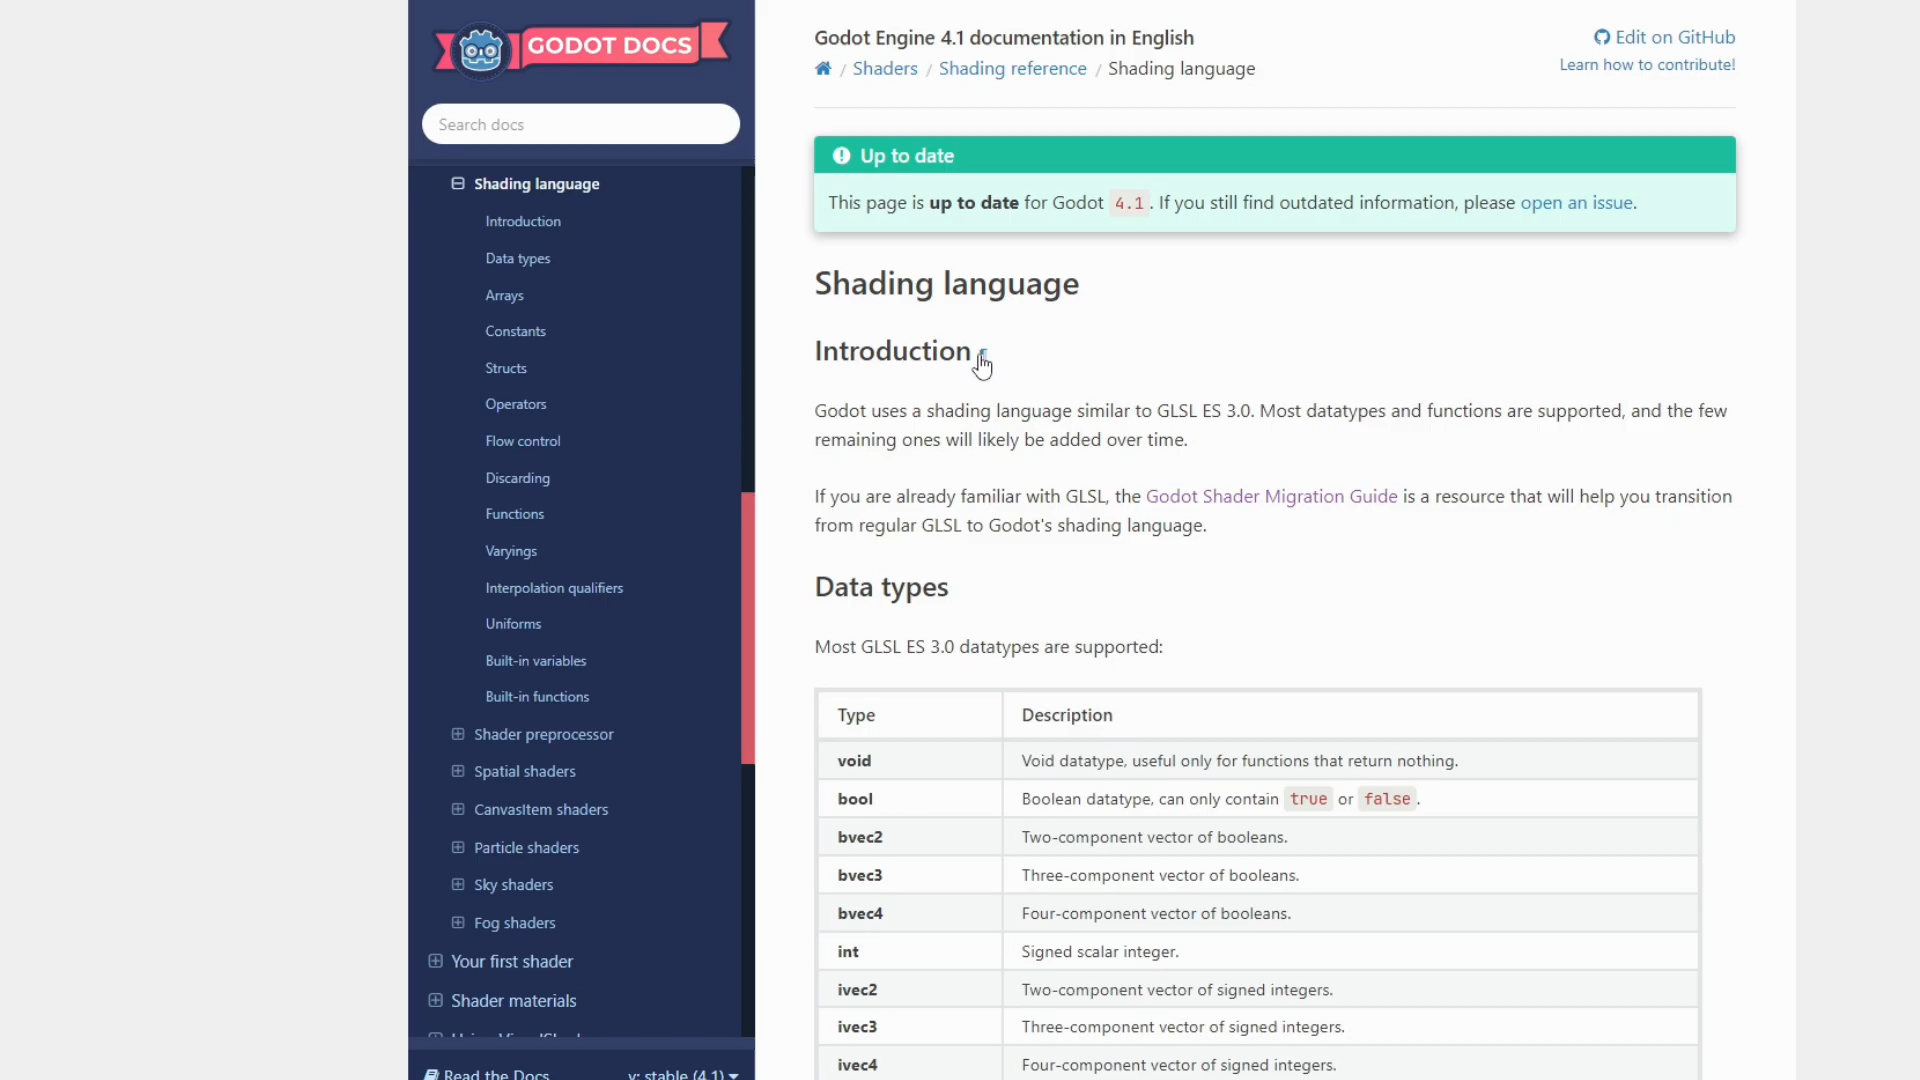 GODOT DOCS
Search docs
Shading language
Introduction
Data types
Arrays
Constants
Structs
Operators
Flow control
Discarding
Functions
Varyings
Interpolation qualifiers
Uniforms
Built-in variables
Built-in functions
Shader preprocessor
Spatial shaders
CanvasItem shaders
Particle shaders
Sky shaders
Fog shaders
Your first shader
Shader materials
Read the Docs v: stable (4.1)
Godot Engine 4.1 documentation in English
Edit on GitHub
/ Shaders / Shading reference / Shading language
Learn how to contribute!
Up to date
This page is up to date for Godot 4.1. If you still find outdated information, please open an issue.
Shading language
Introduction
Godot uses a shading language similar to GLSL ES 3.0. Most datatypes and functions are supported, and the few
remaining ones will likely be added over time.
If you are already familiar with GLSL, the Godot Shader Migration Guide is a resource that will help you transition
from regular GLSL to Godot's shading language.
Data types
Most GLSL ES 3.0 datatypes are supported:
Type Description
void Void datatype, useful only for functions that return nothing.
bool Boolean datatype, can only contain true or false.
bvec2 Two-component vector of booleans.
bvec3 Three-component vector of booleans.
bvec4 Four-component vector of booleans.
int Signed scalar integer.
ivec2 Two-component vector of signed integers.
ivec3 Three-component vector of signed integers.
ivec4 Four-component vector of signed integers.